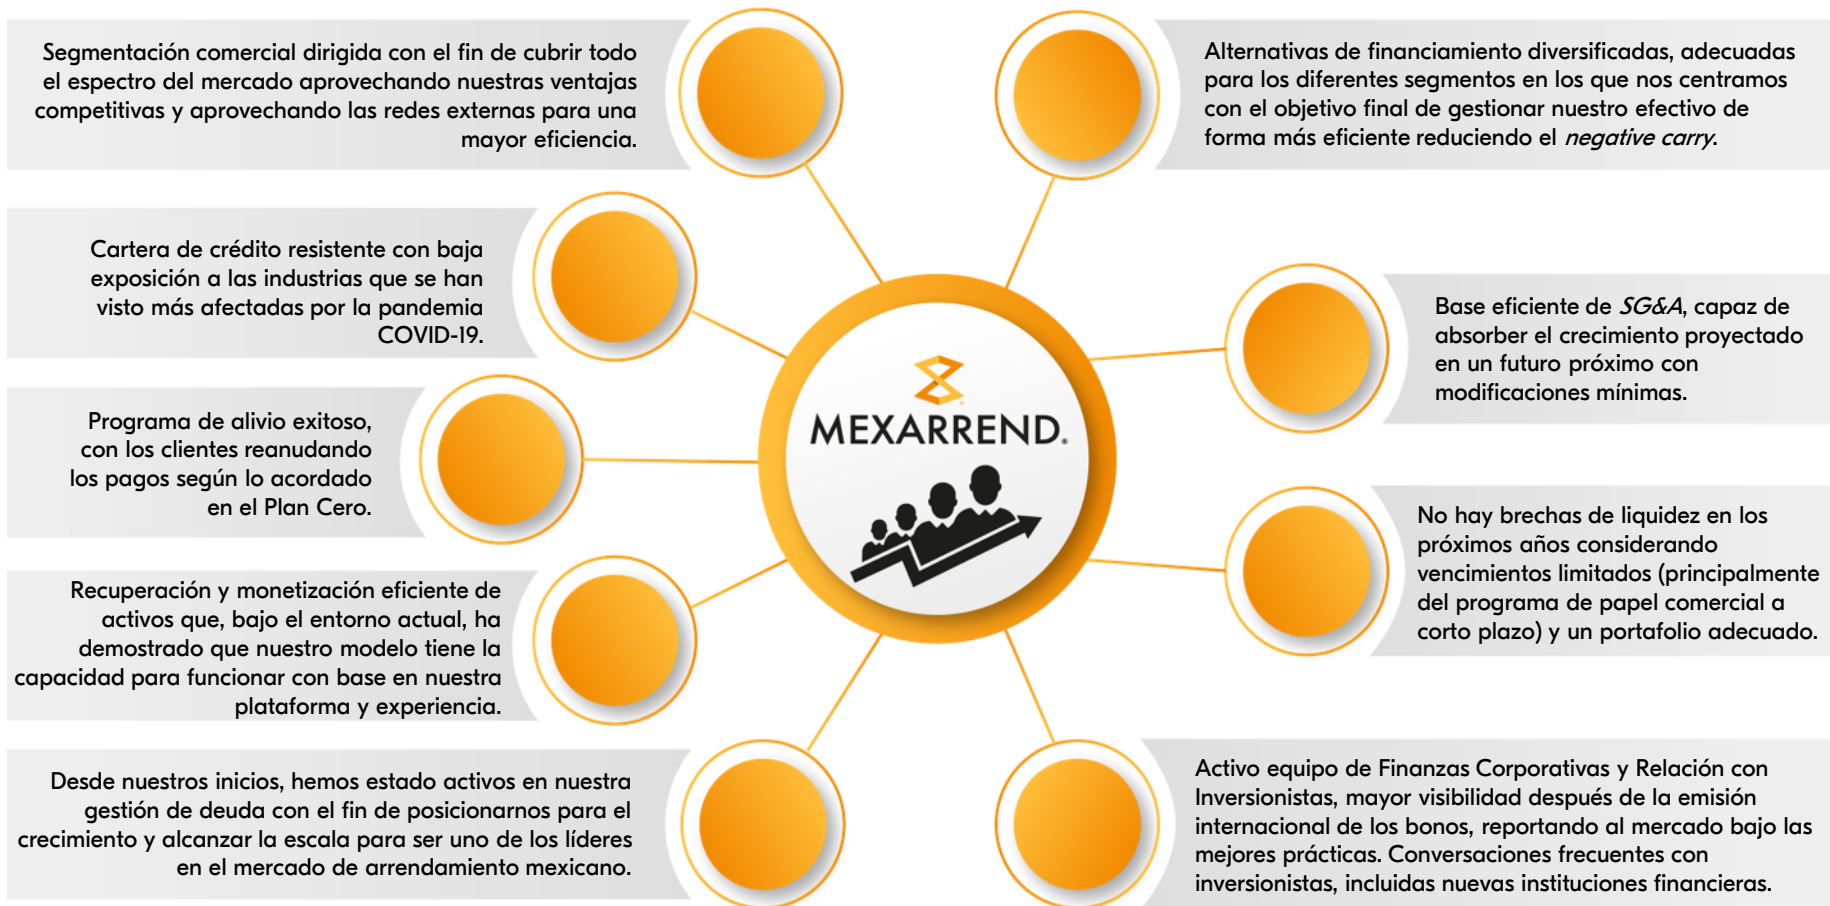 Segmentación comercial dirigida con el fin de cubrir todo
el espectro del mercado aprovechando nuestras ventajas
competitivas y aprovechando las redes externas para una
mayor eficiencia.
Cartera de crédito resistente con baja
exposición a las industrias que se han
visto más afectadas por la pandemia
COVID-19.
Programa de alivio exitoso,
con los clientes reanudando
los pagos según lo acordado
en el Plan Cero.
Recuperación y monetización eficiente de
activos que, bajo el entorno actual, ha
demostrado que nuestro modelo tiene la
capacidad para funcionar con base en nuestra
plataforma y experiencia.
Desde nuestros inicios, hemos estado activos en nuestra
gestión de deuda con el fin de posicionarnos para el
crecimiento y alcanzar la escala para ser uno de los líderes
en el mercado de arrendamiento mexicano.
MEXARREND®
Alternativas de financiamiento diversificadas, adecuadas
para los diferentes segmentos en los que nos centramos
con el objetivo final de gestionar nuestro efectivo de
forma más eficiente reduciendo el negative carry.
Base eficiente de SG&A, capaz de
absorber el crecimiento proyectado
en un futuro próximo con
modificaciones mínimas.
No hay brechas de liquidez en los
próximos años considerando
vencimientos limitados (principalmente
del programa de papel comercial a
corto plazo) y un portafolio adecuado.
Activo equipo de Finanzas Corporativas y Relación con
Inversionistas, mayor visibilidad después de la emisión
internacional de los bonos, reportando al mercado bajo las
mejores prácticas. Conversaciones frecuentes con
inversionistas, incluidas nuevas instituciones financieras.